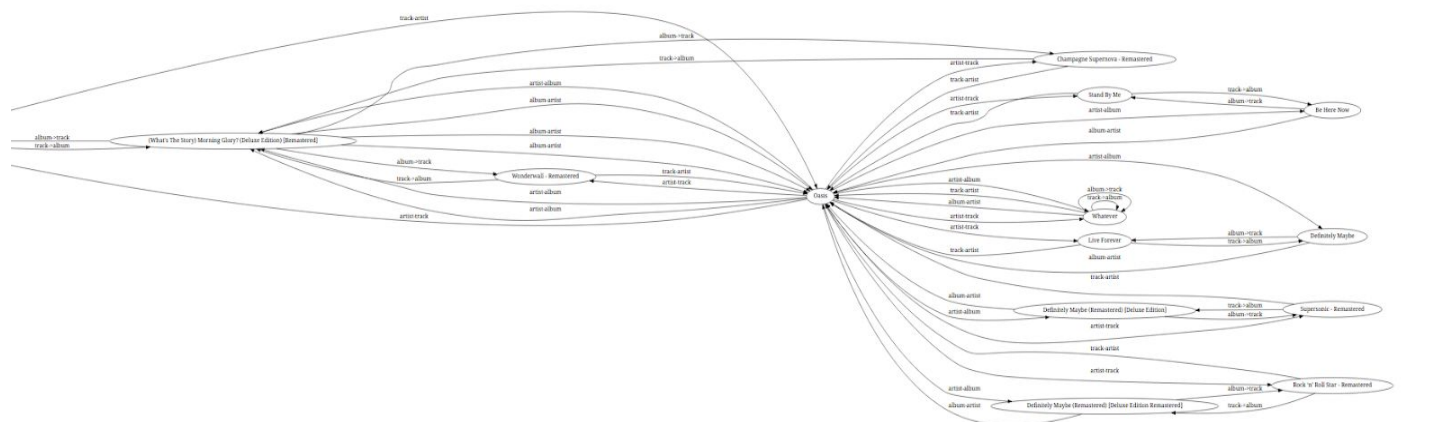 track-artist
album->track
track->album
artist-album
album-artist
album->track
track->album
(What's The Story) Morning Glory? (Deluxe Edition) [Remastered]
album-artist
album-artist
album->track
Wonderwall - Remastered
track->album
track-artist
artist-track
artist-album
artist-album
artist-track
Oasis
artist-track
Champagne Supernova - Remastered
track-artist
artist-track
Stand By Me
track->album
album->track
Be Here Now
track-artist
artist-album
album-artist
artist-album
artist-album
track-artist
album-artist
album->track
track->album
Whatever
artist-track
artist-track
Live Forever
album->track
track->album
Definitely Maybe
track-artist
album-artist
track-artist
album-artist
artist-album
Definitely Maybe (Remastered) [Deluxe Edition]
track->album
album->track
Supersonic - Remastered
artist-track
track-artist
artist-track
Rock 'n' Roll Star - Remastered
artist-album
album-artist
Definitely Maybe (Remastered) [Deluxe Edition Remastered]
album->track
track->album